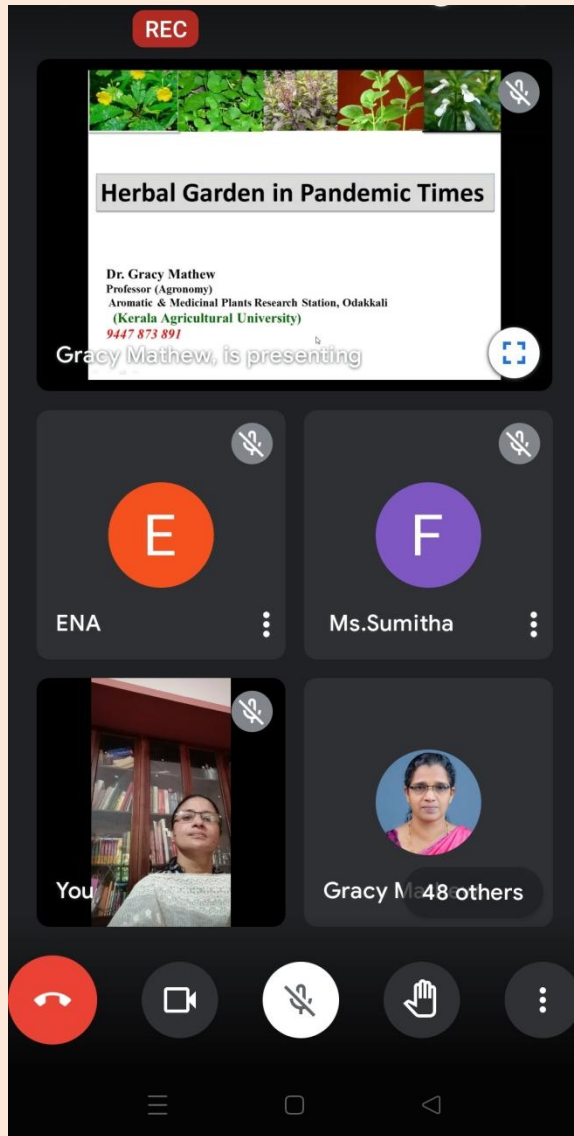 REC
Herbal Garden in Pandemic Times
Dr. Gracy Mathew
Professor (Agronomy)
Aromatic & Medicinal Plants Research Station, Odakkali
(Kerala Agricultural University)
9447 873 891
Gracy Mathew, is presenting
E
F
ENA
Ms.Sumitha
You
Gracy M
48 others